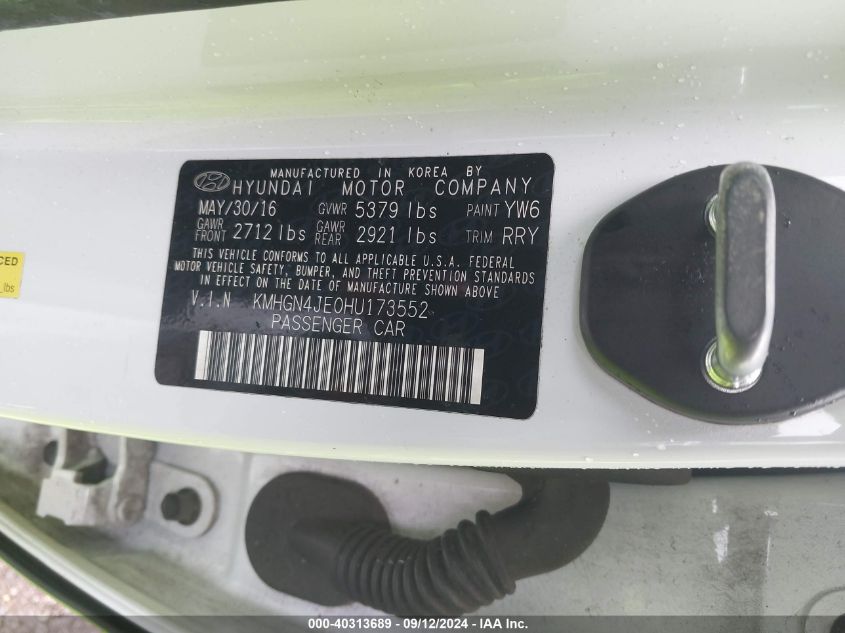 MANUFACTURED IN KOREA BY
HYUNDAI MOTOR COMPANY
MAY/30/16 GVWR 5379 lbs PAINT YW6
GAWR FRONT 2712 lbs GAWR REAR 2921 lbs TRIM RRY
THIS VEHICLE CONFORMS TO ALL APPLICABLE U.S.A. FEDERAL
MOTOR VEHICLE SAFETY, BUMPER, AND THEFT PREVENTION STANDARDS
IN EFFECT ON THE DATE OF MANUFACTURE SHOWN ABOVE
V.I.N KMHGN4JE0HU173552
PASSENGER CAR
CED
lbs
000-40313689 - 09/12/2024 - IAA Inc.